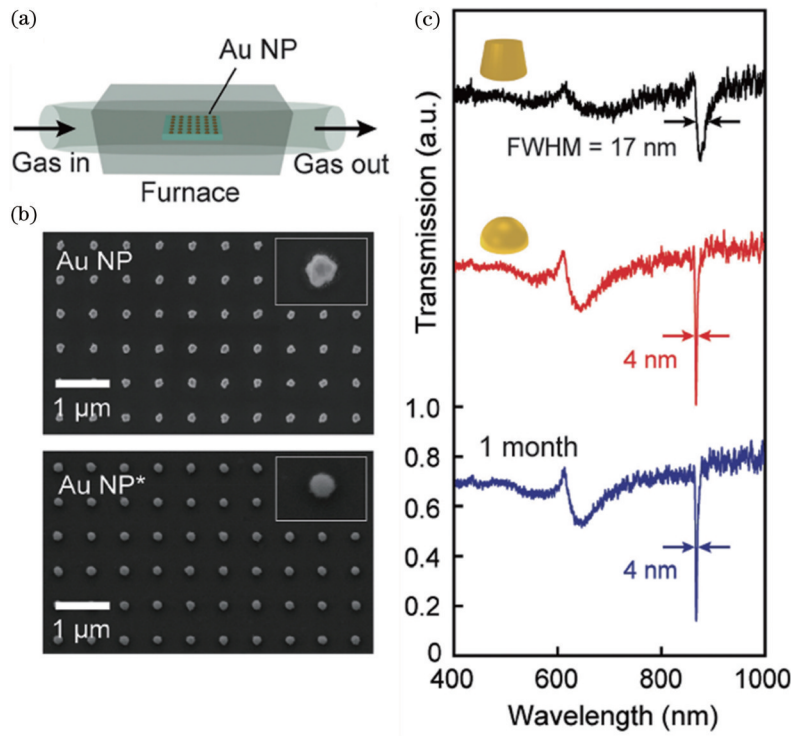 (a)
Au NP
Gas in
Gas out
Furnace
(b)
Au NP
1 μm
Au NP*
1 μm
(c)
Transmission (a.u.)
FWHM = 17 nm
4 nm
1.0
0.8
1 month
0.6
0.4
4 nm
0.2
0
400
600
800
1000
Wavelength (nm)